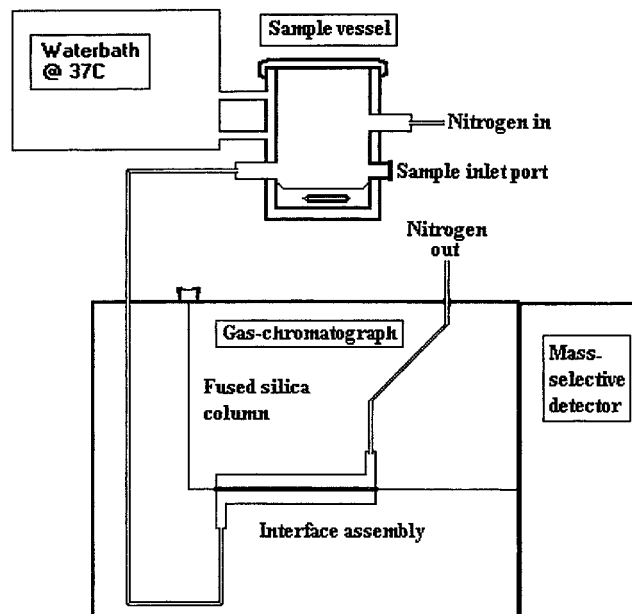 Sample vessel
Waterbath
@ 37C
Nitrogen in
Sample inlet port
Nitrogen
out
Gas-chromatograph
Mass-
selective
detector
Fused silica
column
Interface assembly